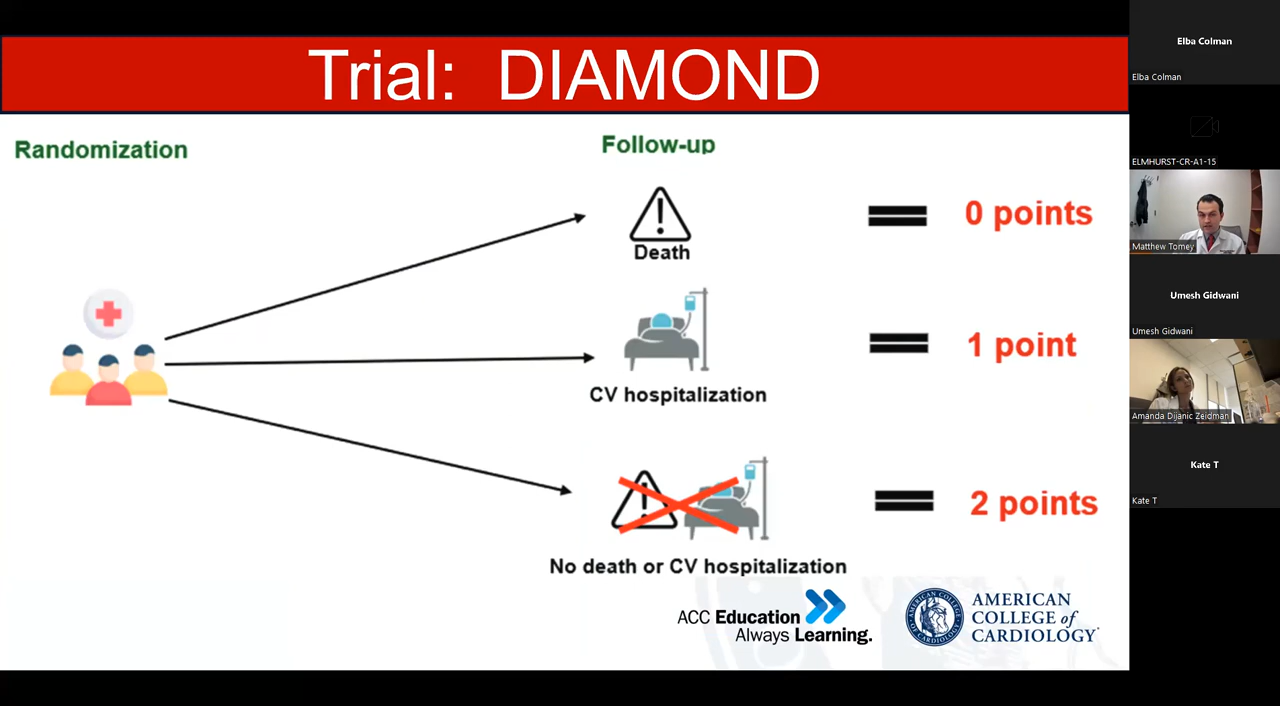 Trial: DIAMOND
Randomization
Follow-up
Death
0 points
CV hospitalization
1 point
No death or CV hospitalization
2 points
ACC Education
Always Learning.
AMERICAN
COLLEGE of
CARDIOLOGY
Elba Colman
Elba Colman
ELMHURST-CR-A1-15
Matthew Tomey
Umesh Gidwani
Umesh Gidwani
Amanda Dijanic Zeidman
Kate T
Kate T